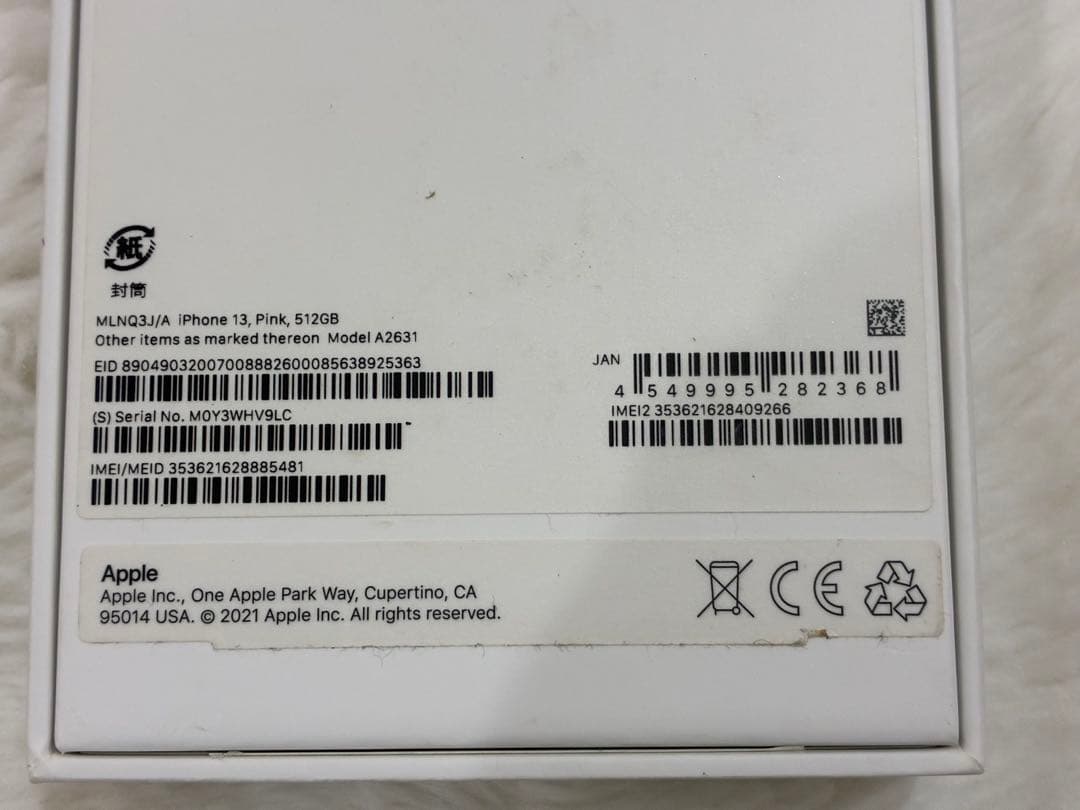 紙
封筒
MLNQ3J/A iPhone 13, Pink, 512GB
Other items as marked thereon Model A2631
EID 89049032007008882600085638925363
(S) Serial No. M0Y3WHV9LC
IMEI/MEID 353621628885481
JAN
4 549995 282368
IMEI2 353621628409266
Apple
Apple Inc., One Apple Park Way, Cupertino, CA
95014 USA. © 2021 Apple Inc. All rights reserved.
CE